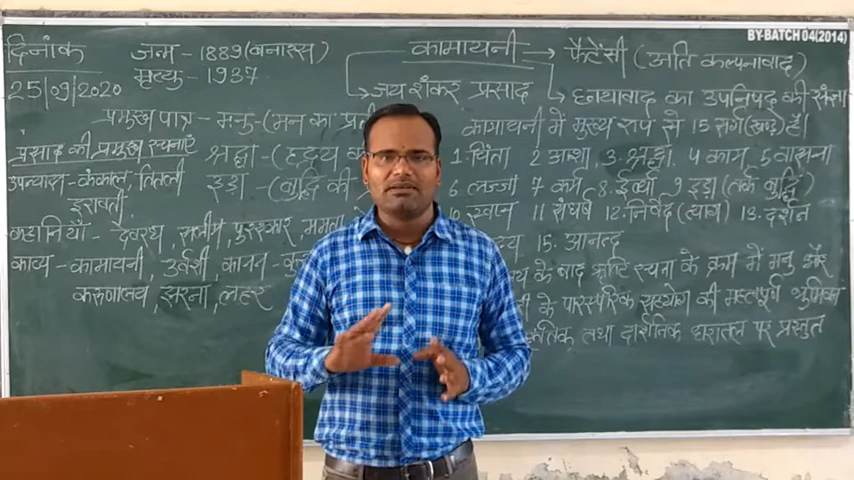 BY-BATCH 04(2014)
दिनांक
25/09/2020
जन्म - 1889 (बनारस)
मृत्यु - 1937
कामायनी → फैटेंसी (अति कल्पनावाद)
जय शंकर प्रसाद
छायावाद का उपनिषद की संज्ञा
प्रमुख पात्र - मनु - (मन का
श्रद्धा - (हृदय
इड़ा - (बुद्धि की
प्रसाद की प्रमुख रचनाएँ
उपन्यास - कंकाल, तितली
इरावती
कहानियाँ - देवरथ, सलीम, पुरस्कार, ममता
काव्य - कामायनी, उर्वशी, कानन
करुणालय, झरना, लहर
कामायनी में मुख्य रूप से 15 सर्ग (खण्ड) हैं।
1. चिंता 2 आशा, 3. श्रद्धा 4 काम 5 वासना
6 लज्जा 7 कर्म 8. ईर्ष्या 9 इड़ा (तर्क बुद्धि)
10 स्वप्न 11 संघर्ष 12. निर्वेद (त्याग) 13. दर्शन
15. आनन्द
के बाद सृष्टि रचना के क्रम में मनु और
के पारस्परिक सहयोग की महत्वपूर्ण भूमिका
तथा दार्शनिक धरातल पर प्रस्तुत